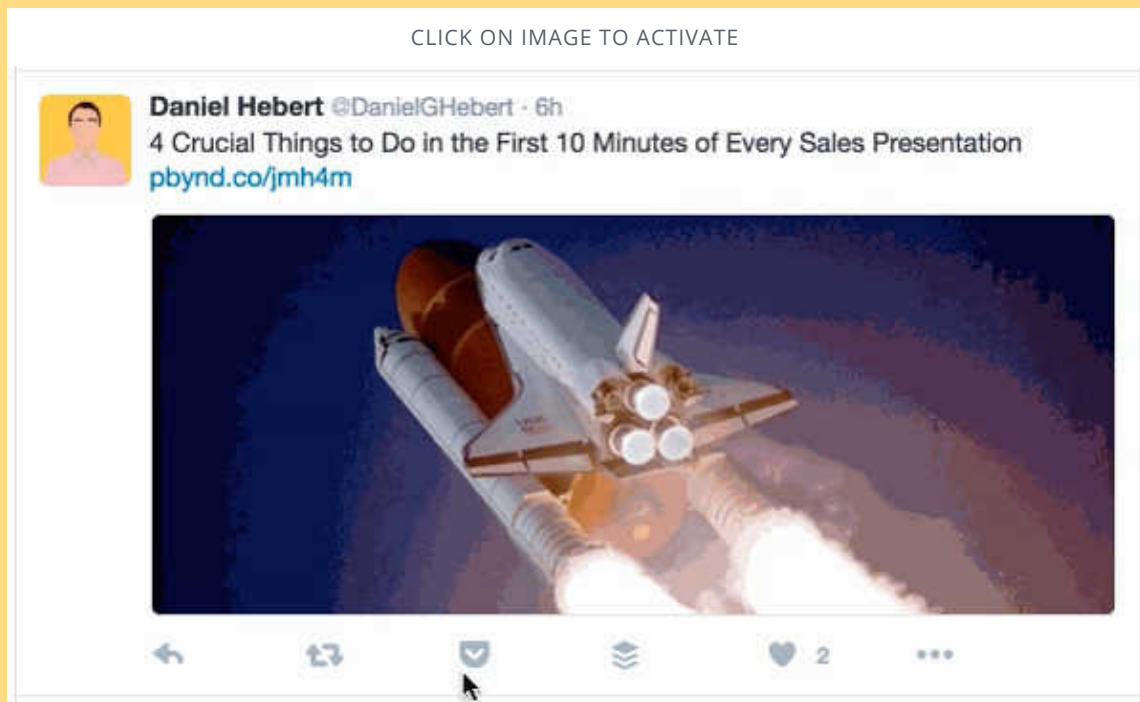 CLICK ON IMAGE TO ACTIVATE
Daniel Hebert @DanielGHebert · 6h
4 Crucial Things to Do in the First 10 Minutes of Every Sales Presentation
pbynd.co/jmh4m
2